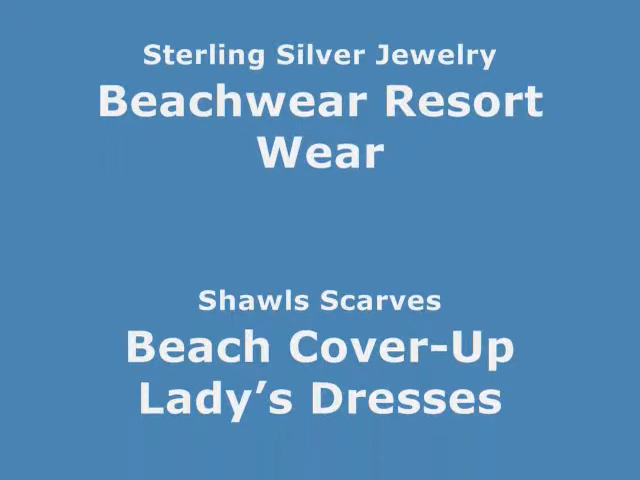 Sterling Silver Jewelry
Beachwear Resort
Wear
Shawls Scarves
Beach Cover-Up
Lady’s Dresses